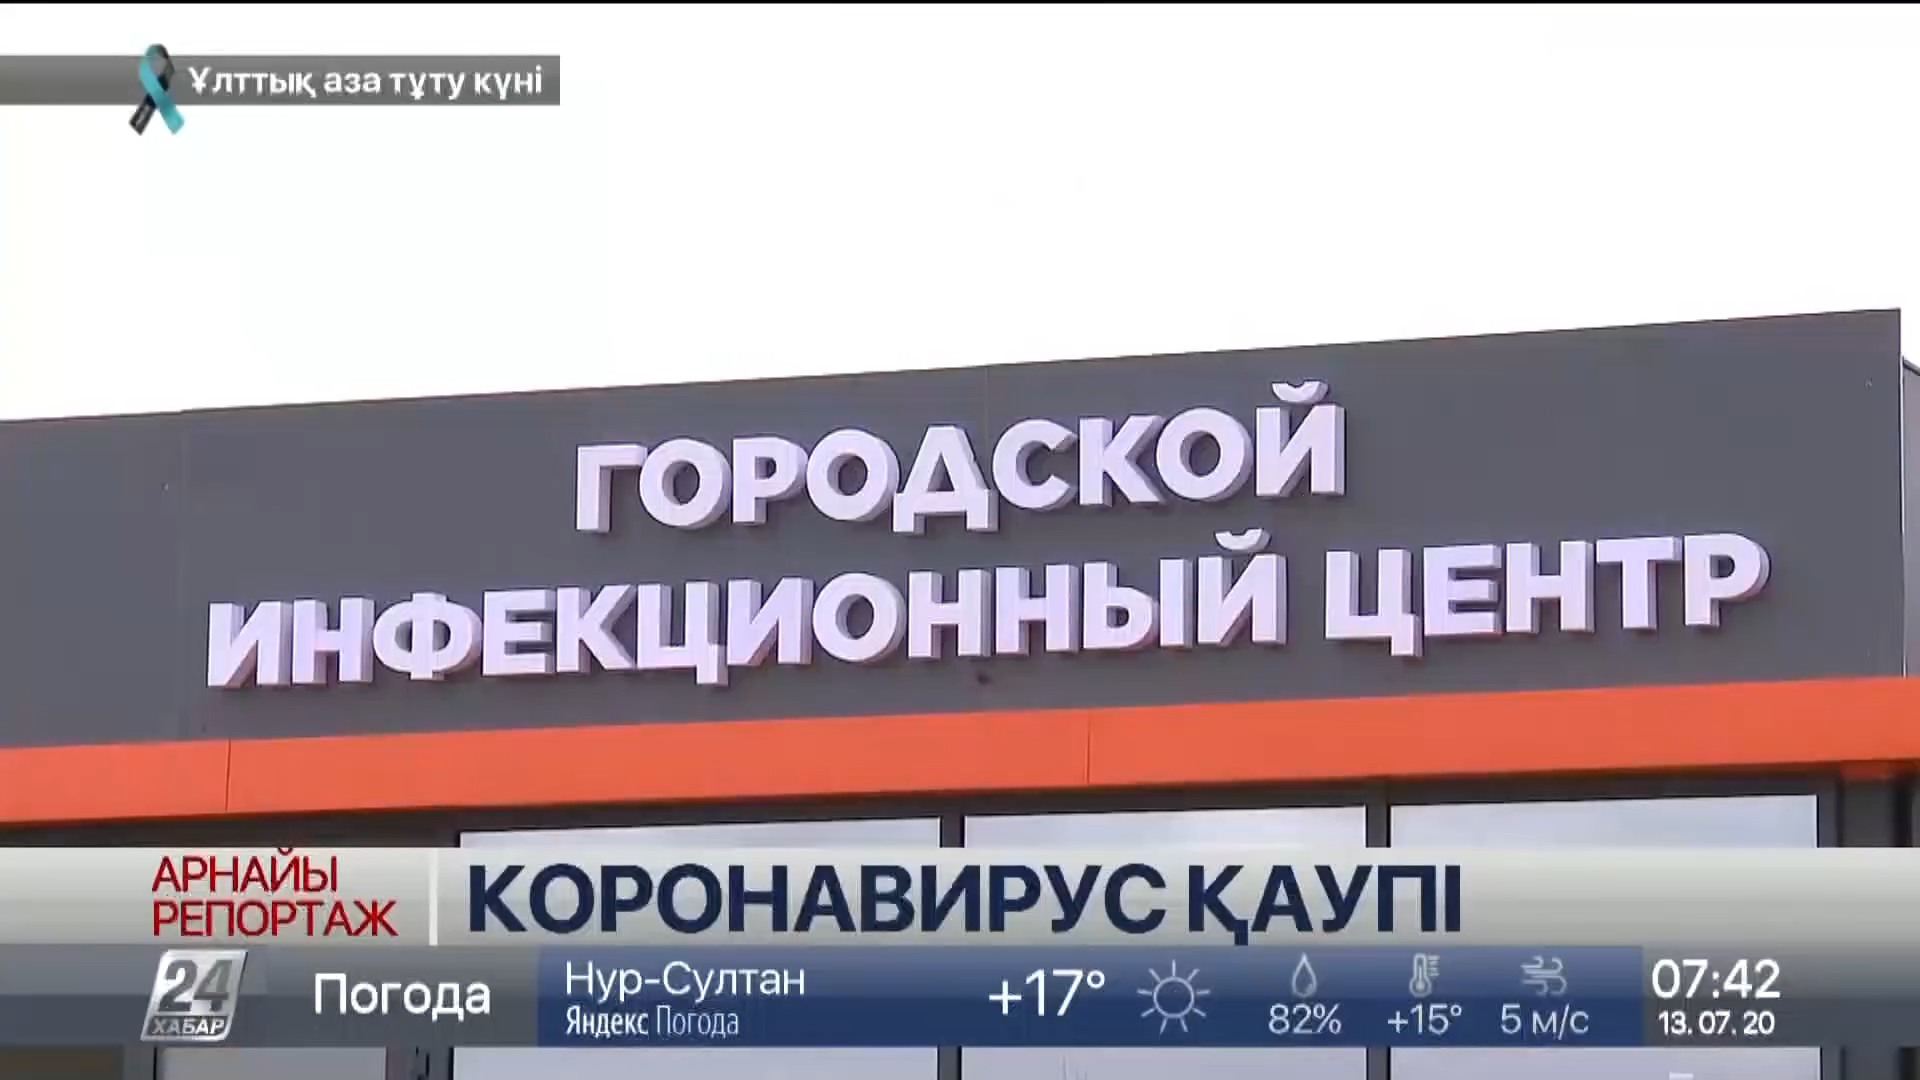 Ұлттық аза тұту күні
ГОРОДСКОЙ
ИНФЕКЦИОННЫЙ ЦЕНТР
АРНАЙЫ
РЕПОРТАЖ
КОРОНАВИРУС ҚАУПІ
24
ХАБАР
Погода
Нур-Султан
Яндекс Погода
+17°
82%
+15°
5 м/с
07:42
13.07.20